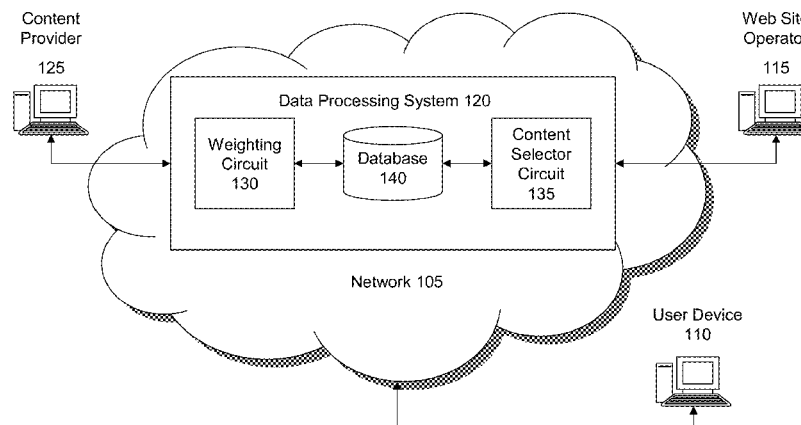 Content
Provider
125
Web Site
Operator
115
Data Processing System 120
Weighting
Circuit
130
Database
140
Content
Selector
Circuit
135
Network 105
User Device
110